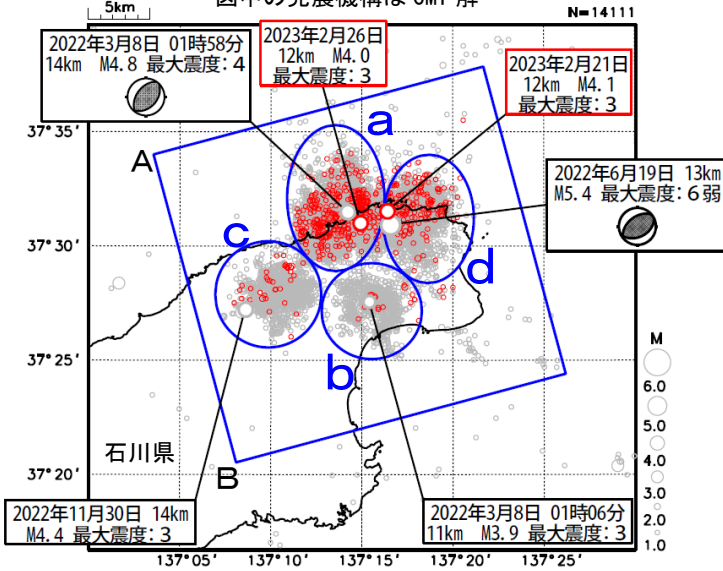 図中の発震機構はCMT解
5km
N=14111
2022年3月8日 01時58分
14km M4.8 最大震度：4
2023年2月26日
12km M4.0
最大震度：3
2023年2月21日
12km M4.1
最大震度：3
2022年6月19日 13km
M5.4 最大震度：6弱
37°35′
37°30′
37°25′
37°20′
A
a
c
d
b
B
石川県
M
6.0
5.0
4.0
3.0
2.0
1.0
2022年11月30日 14km
M4.4 最大震度：3
2022年3月8日 01時06分
11km M3.9 最大震度：3
137°05′
137°10′
137°15′
137°20′
137°25′